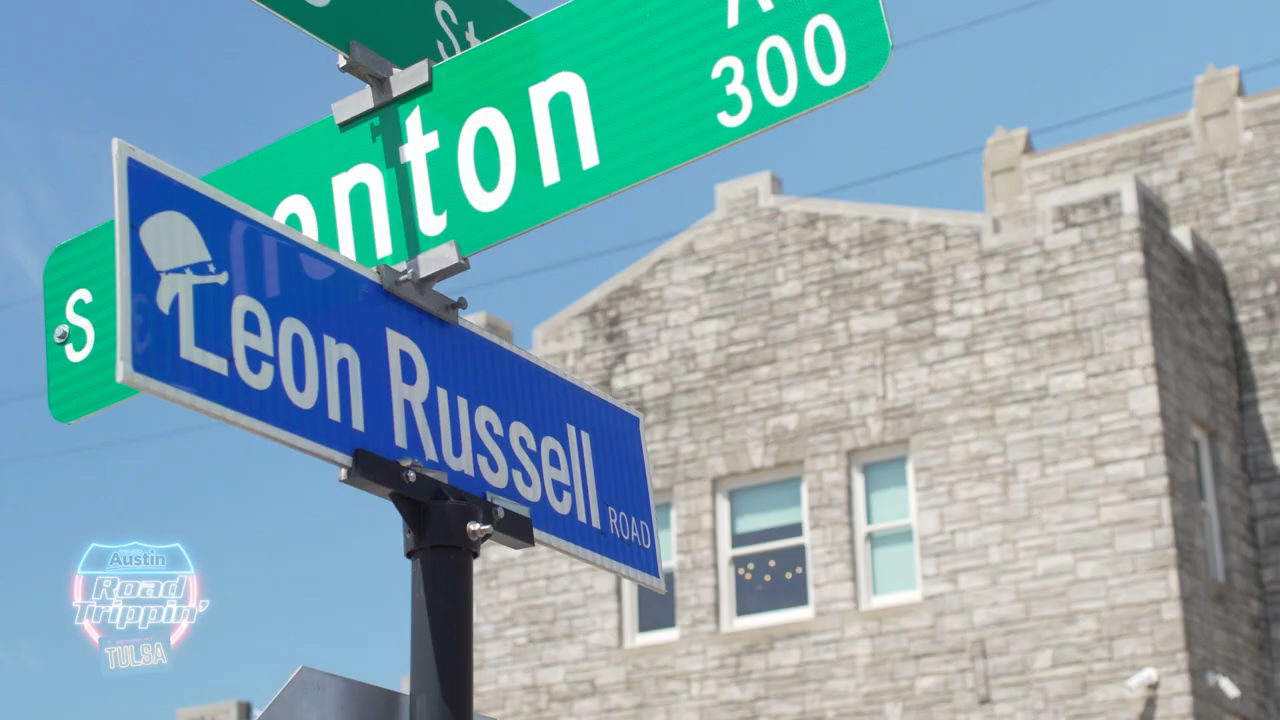 St
A
300
S
enton
Leon Russell
ROAD
Austin
Road
Trippin'
TULSA